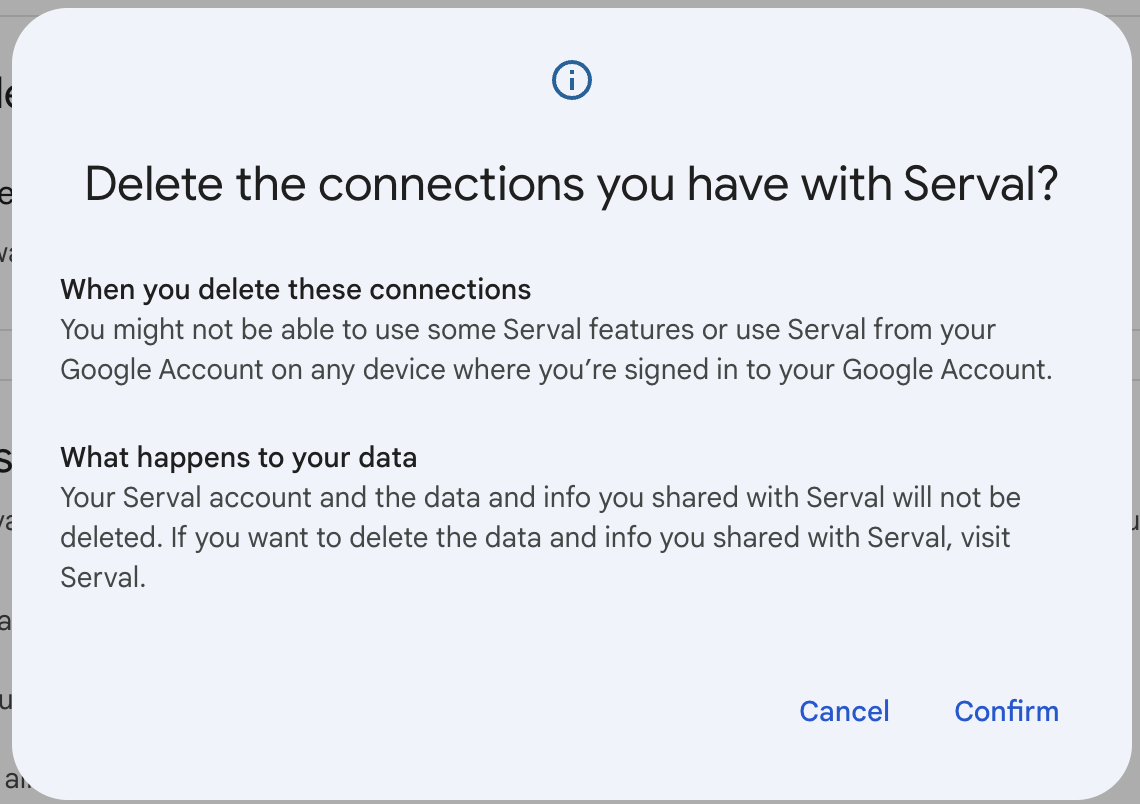 Delete the connections you have with Serval?
When you delete these connections
You might not be able to use some Serval features or use Serval from your
Google Account on any device where you’re signed in to your Google Account.
What happens to your data
Your Serval account and the data and info you shared with Serval will not be
deleted. If you want to delete the data and info you shared with Serval, visit
Serval.
Cancel Confirm